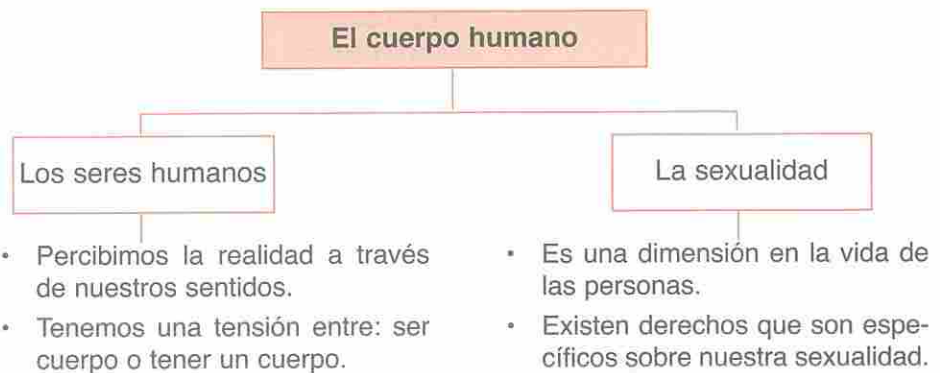 El cuerpo humano
Los seres humanos
La sexualidad
• Percibimos la realidad a través
de nuestros sentidos.
• Tenemos una tensión entre: ser
cuerpo o tener un cuerpo.
• Es una dimensión en la vida de
las personas.
• Existen derechos que son espe-
cíficos sobre nuestra sexualidad.